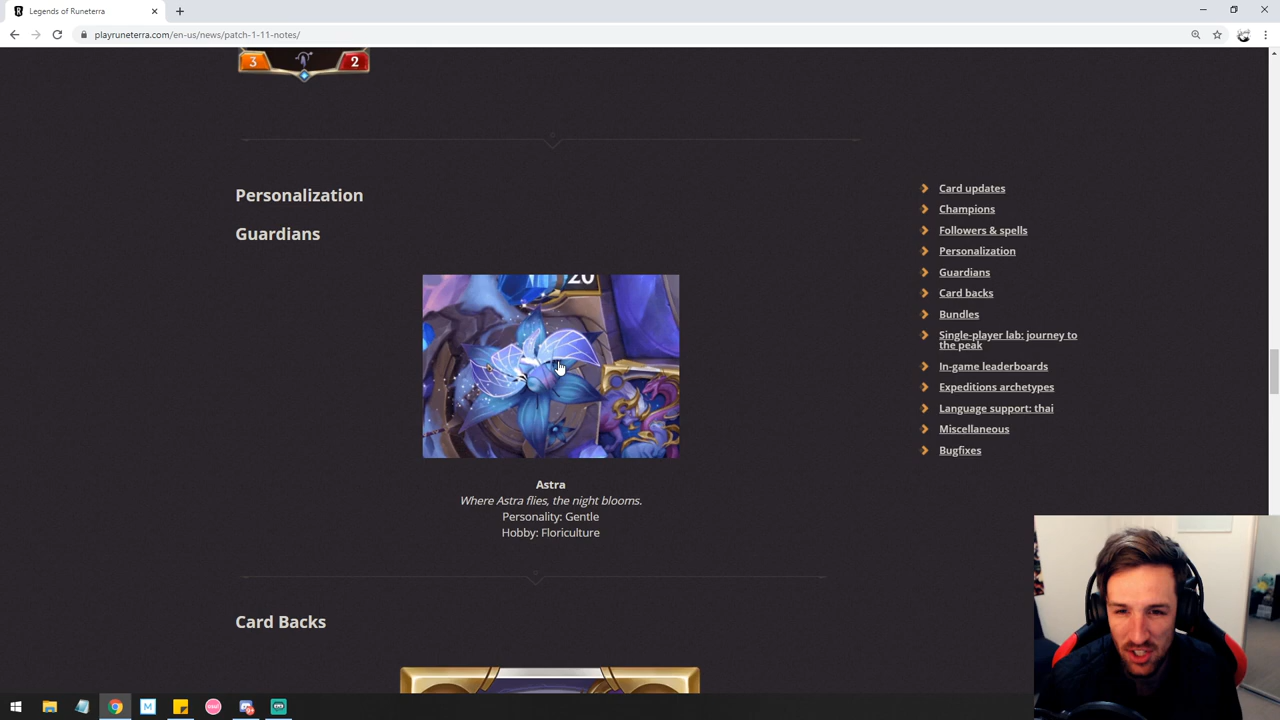 Legends of Runeterra
playruneterra.com/en-us/news/patch-1-11-notes/
3
2
Personalization
Guardians
20
Astra
Where Astra flies, the night blooms.
Personality: Gentle
Hobby: Floriculture
Card Backs
Card updates
Champions
Followers & spells
Personalization
Guardians
Card backs
Bundles
Single-player lab: journey to
the peak
In-game leaderboards
Expeditions archetypes
Language support: thai
Miscellaneous
Bugfixes
M